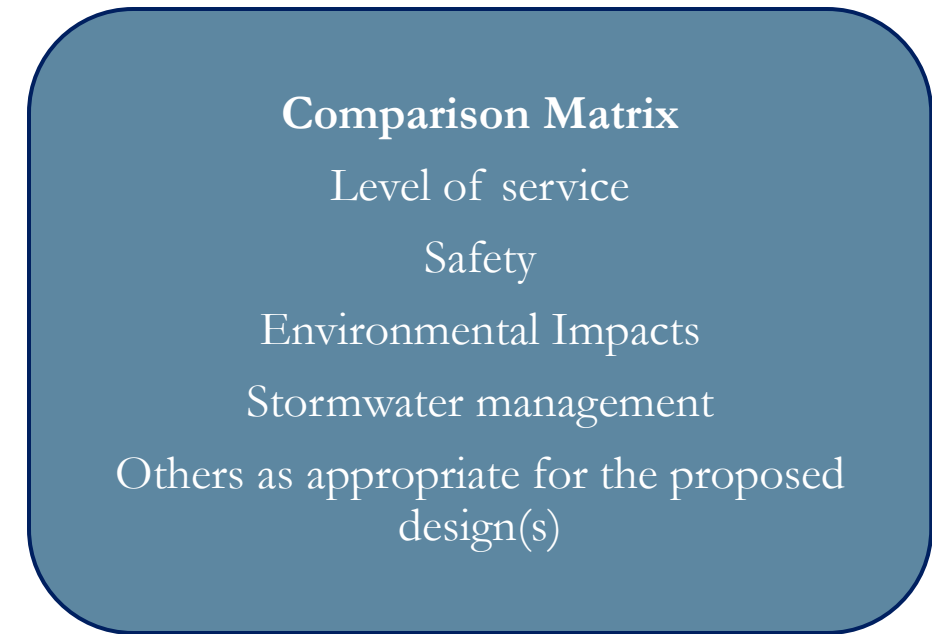 Comparison Matrix
Level of service
Safety
Environmental Impacts
Stormwater management
Others as appropriate for the proposed
design(s)